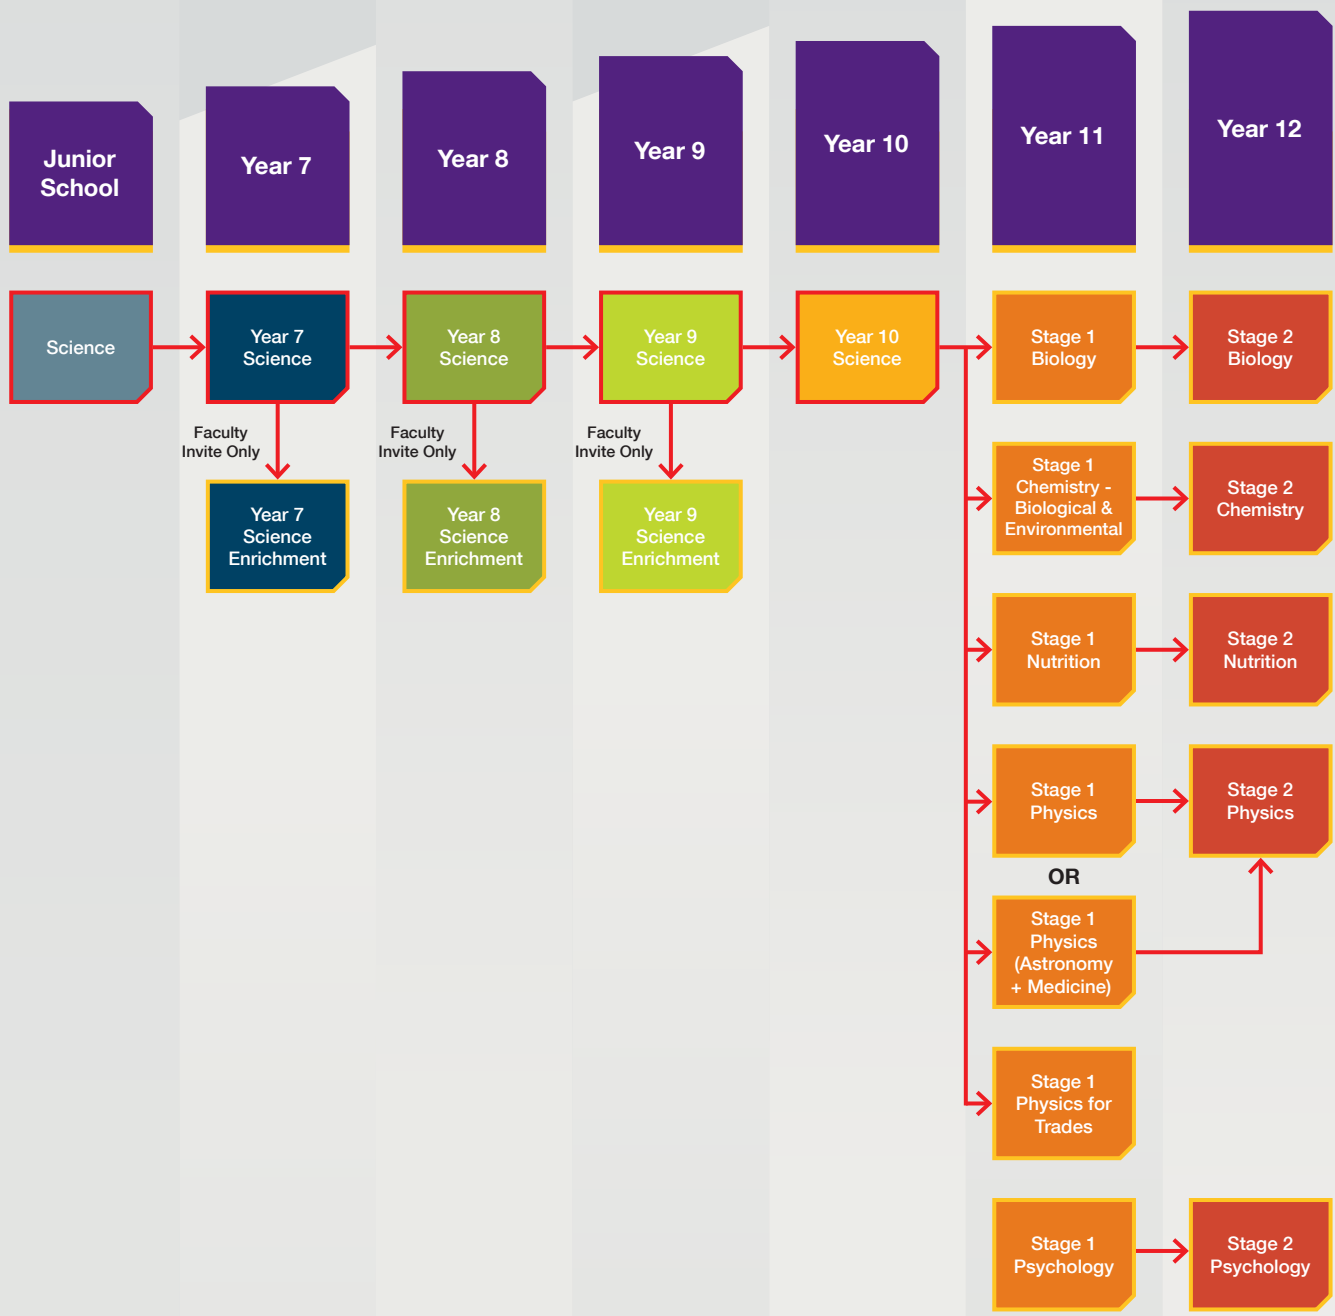 Junior
School
Year 7
Year 8
Year 9
Year 10
Year 11
Year 12
Science
Year 7
Science
Year 8
Science
Year 9
Science
Year 10
Science
Stage 1
Biology
Stage 2
Biology
Faculty
Invite Only
Faculty
Invite Only
Faculty
Invite Only
Year 7
Science
Enrichment
Year 8
Science
Enrichment
Year 9
Science
Enrichment
Stage 1
Chemistry -
Biological &
Environmental
Stage 2
Chemistry
Stage 1
Nutrition
Stage 2
Nutrition
Stage 1
Physics
Stage 2
Physics
OR
Stage 1
Physics
(Astronomy
+ Medicine)
Stage 1
Physics for
Trades
Stage 1
Psychology
Stage 2
Psychology